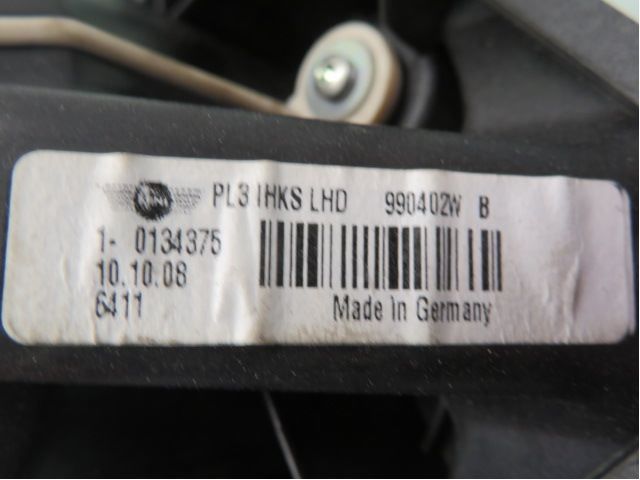 PL3 IHKS LHD 990402W B
1- 0134375
10.10.08
6411
Made In Germany